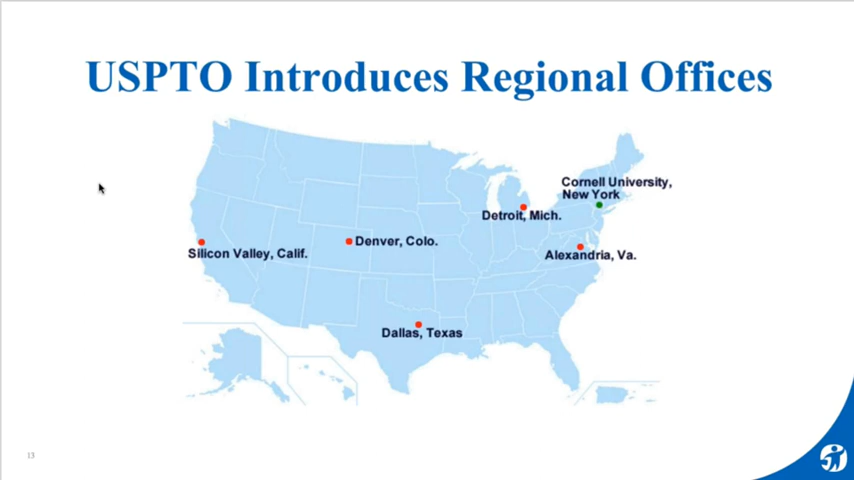 USPTO Introduces Regional Offices
Cornell University,
New York
Detroit, Mich.
Denver, Colo.
Silicon Valley, Calif.
Alexandria, Va.
Dallas, Texas
13